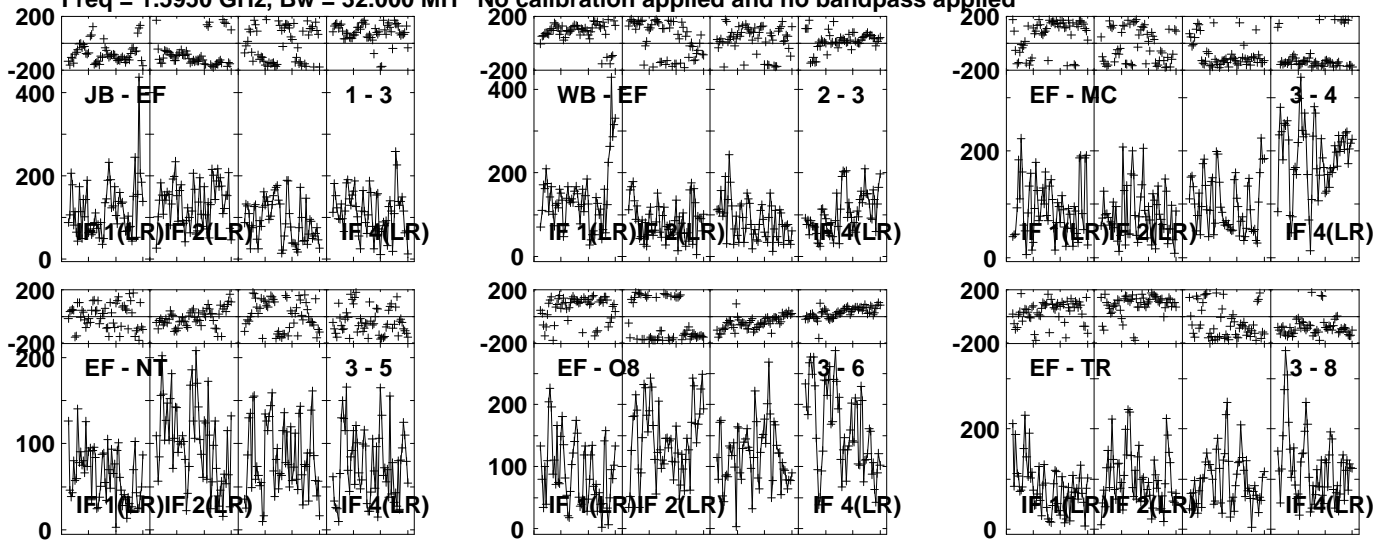 Freq = 1.5950 GHz, Bw = 32.000 MH No calibration applied and no bandpass applied
200 200 200
-200 -200 -200
JB - EF 1 - 3 WB - EF 2 - 3 EF - MC 3 - 4
400 400
200 200 200
IF 1(LR) IF 2(LR) IF 4(LR) IF 1(LR) IF 2(LR) IF 4(LR) IF 1(LR) IF 2(LR) IF 4(LR)
0 0 0
200 200 200
-200 -200 -200
200
EF - NT 3 - 5 EF - O8 3 - 6 EF - TR 3 - 8
100 200 100 200
IF 1(LR) IF 2(LR) IF 4(LR) IF 1(LR) IF 2(LR) IF 4(LR) IF 1(LR) IF 2(LR) IF 4(LR)
0 0 0